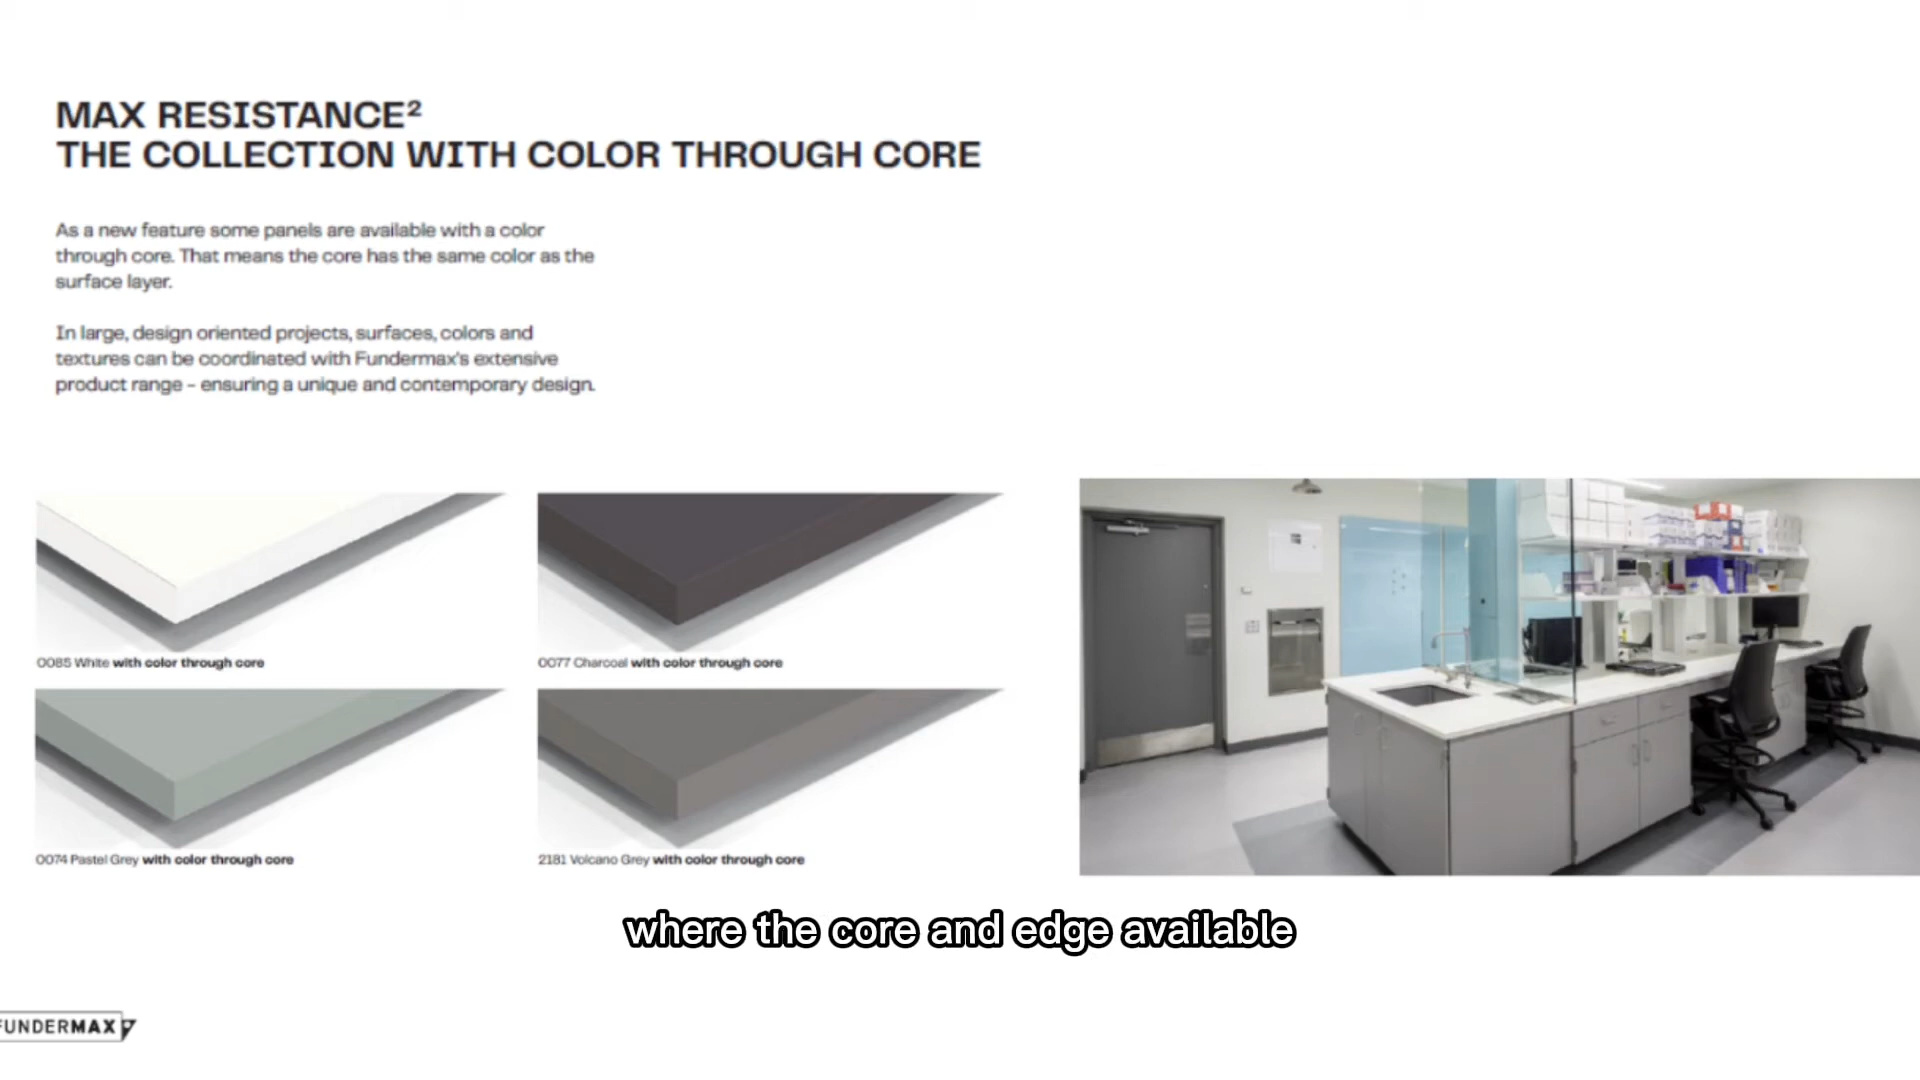 MAX RESISTANCE²
THE COLLECTION WITH COLOR THROUGH CORE
As a new feature some panels are available with a color
through core. That means the core has the same color as the
surface layer.
In large, design oriented projects, surfaces, colors and
textures can be coordinated with Fundermax's extensive
product range - ensuring a unique and contemporary design.
0085 White with color through core
0077 Charcoal with color through core
0074 Pastel Grey with color through core
2181 Volcano Grey with color through core
where the core and edge available
FUNDERMAX